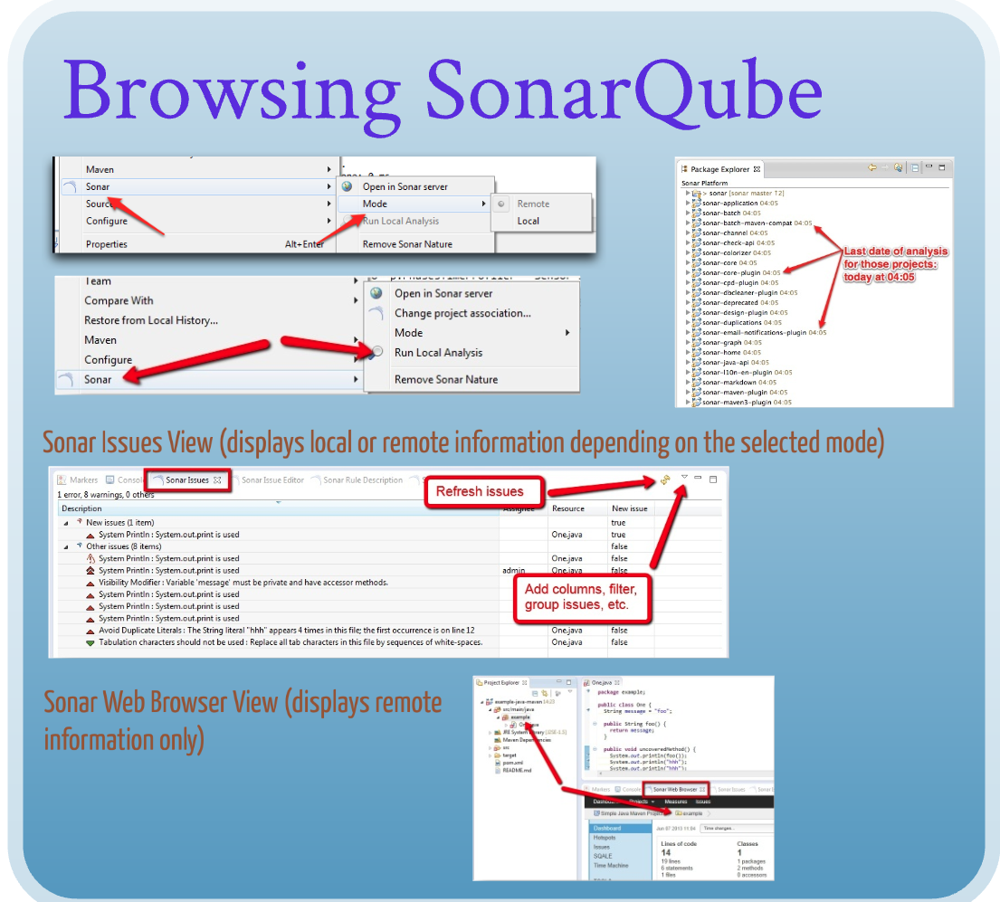 Browsing SonarQube
Maven
Sonar
Source
Configure
Properties Alt+Enter
Open in Sonar server
Mode
Run Local Analysis
Remove Sonar Nature
Remote
Local
Package Explorer
Sonar Platform
> sonar [sonar master 12]
sonar-application 04:05
sonar-batch 04:05
sonar-batch-maven-compat 04:05
sonar-channel 04:05
sonar-check-api 04:05
sonar-colorizer 04:05
sonar-core 04:05
sonar-core-plugin 04:05
sonar-cpd-plugin 04:05
sonar-dbcleaner-plugin 04:05
sonar-deprecated 04:05
sonar-design-plugin 04:05
sonar-duplications 04:05
sonar-email-notifications-plugin 04:05
sonar-graph 04:05
sonar-home 04:05
sonar-java-api 04:05
sonar-l10n-en-plugin 04:05
sonar-markdown 04:05
sonar-maven-plugin 04:05
sonar-maven3-plugin 04:05
Last date of analysis
for those projects:
today at 04:05
Team
Compare With
Restore from Local History...
Maven
Configure
Sonar
Open in Sonar server
Change project association...
Mode
Run Local Analysis
Remove Sonar Nature
Sonar Issues View (displays local or remote information depending on the selected mode)
Markers Console Sonar Issues Sonar Issue Editor Sonar Rule Description
1 error, 8 warnings, 0 others
Refresh issues
Description Assignee Resource New issue
New issues (1 item) true
System Println : System.out.print is used One.java true
Other issues (8 items) false
System Println : System.out.print is used One.java false
System Println : System.out.print is used admin One.java false
Visibility Modifier : Variable 'message' must be private and have accessor methods.
System Println : System.out.print is used
System Println : System.out.print is used
System Println : System.out.print is used
Avoid Duplicate Literals : The String literal "hhh" appears 4 times in this file; the first occurrence is on line 12 One.java false
Tabulation characters should not be used : Replace all tab characters in this file by sequences of white-spaces. One.java false
Add columns, filter,
group issues, etc.
Sonar Web Browser View (displays remote
information only)
Project Explorer
example-java-maven 14:23
src/main/java
example
One.java
JRE System Library [J2SE-1.5]
Maven Dependencies
src
target
pom.xml
README.md
One.java
package example;
public class One {
String message = "foo";
public String foo() {
return message;
}
public void uncoveredMethod() {
System.out.println(foo());
System.out.println("hhh");
System.out.println("hhh");
Markers Console Sonar Web Browser Sonar Issues Sonar
Dashboards Projects Measures Issues
Simple Java Maven Project example
Dashboard
Hotspots
Issues
SQALE
Time Machine
Jun 07 2013 11:04 Time changes...
Lines of code
14
19 lines
6 statements
1 files
Classes
1
1 packages
2 methods
0 accessors